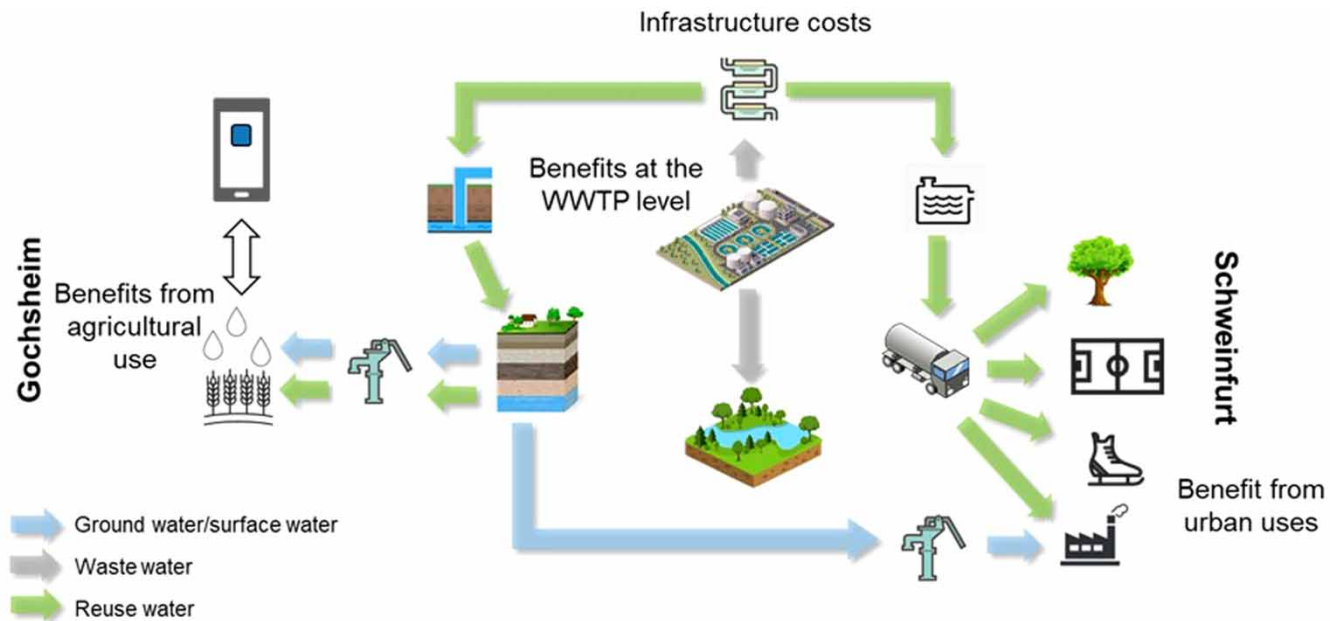 Infrastructure costs
Benefits at the
WWTP level
Gochsheim
Benefits from
agricultural
use
Schweinfurt
Benefit from
urban uses
Ground water/surface water
Waste water
Reuse water